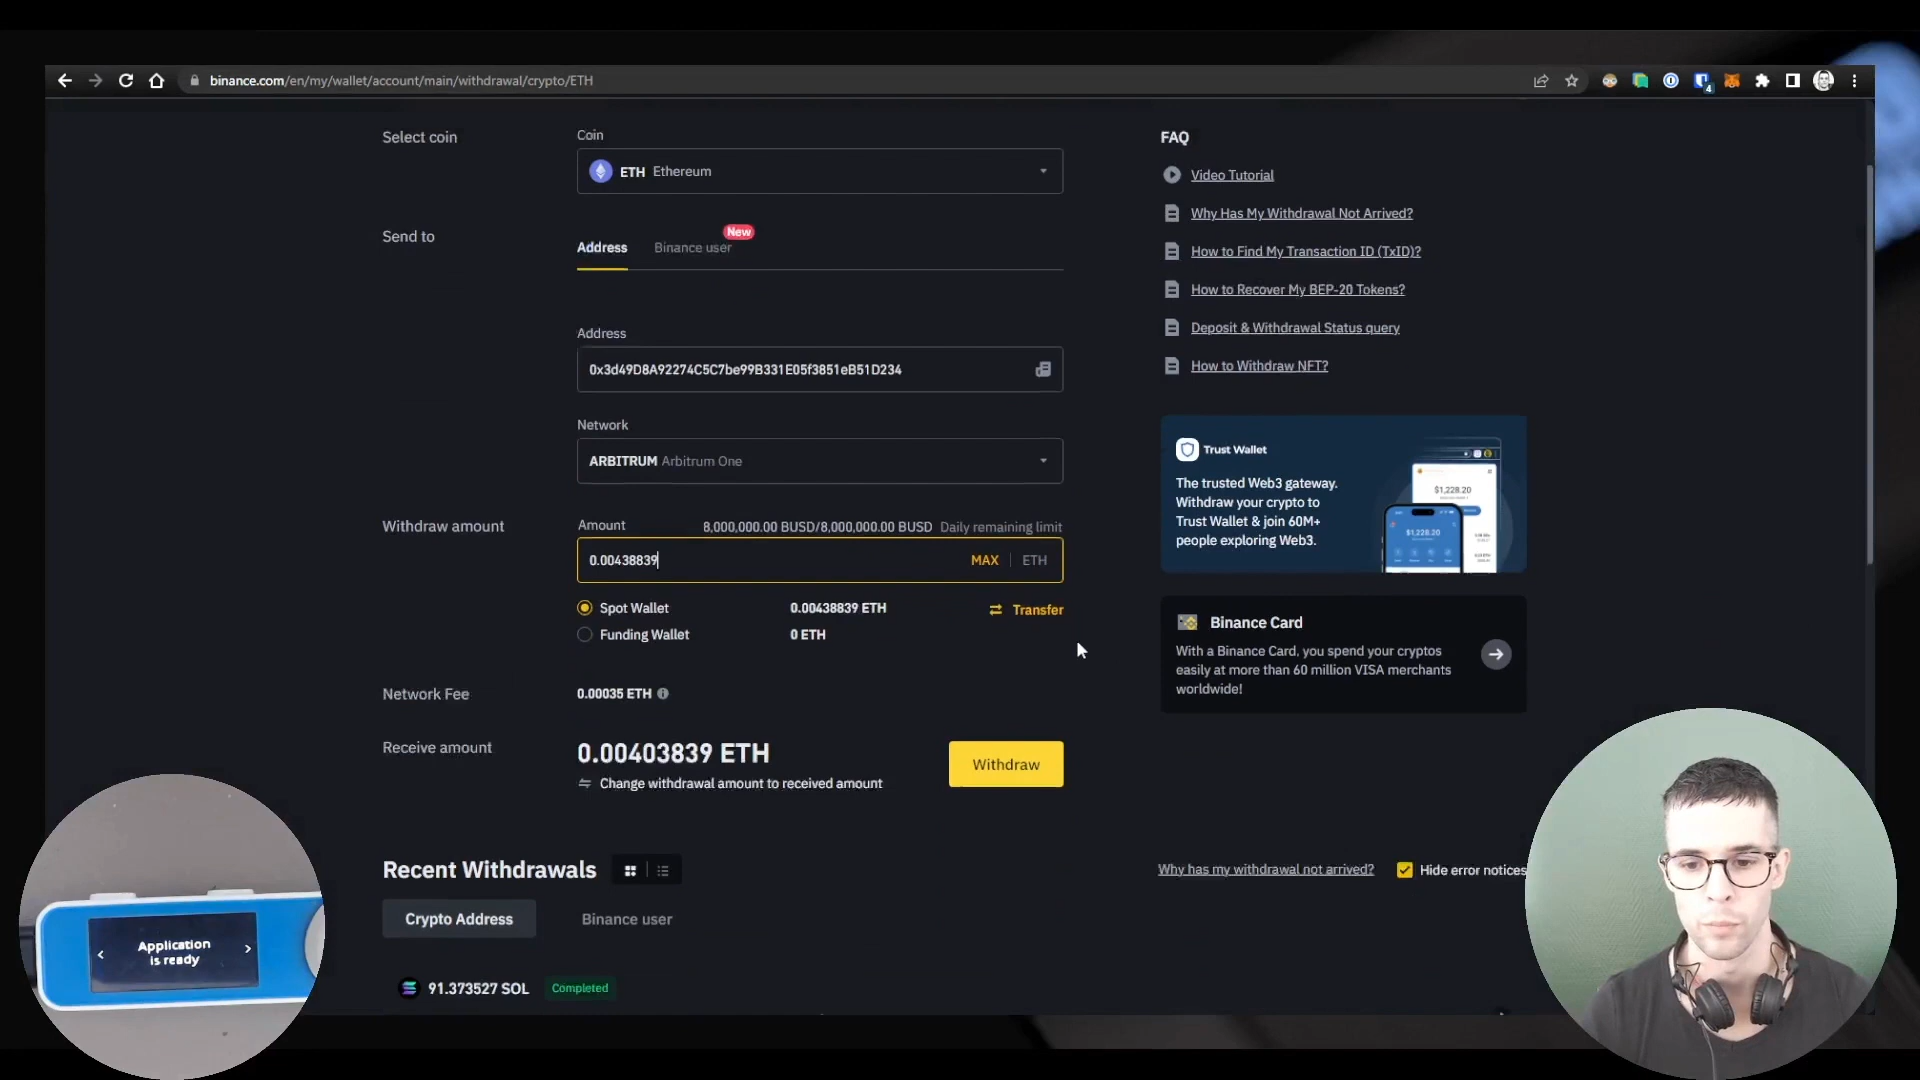 binance.com/en/my/wallet/account/main/withdrawal/crypto/ETH
4
Select coin
Coin
ETH Ethereum
Send to
Address
Binance user
New
Address
0x3d49D8A92274C5C7be99B331E05f3851eB51D234
Network
ARBITRUM Arbitrum One
Withdraw amount
Amount
8,000,000.00 BUSD/8,000,000.00 BUSD Daily remaining limit
0.00438839
MAX
ETH
Spot Wallet
0.00438839 ETH
Transfer
Funding Wallet
0 ETH
Network Fee
0.00035 ETH
Receive amount
0.00403839 ETH
Withdraw
Change withdrawal amount to received amount
FAQ
Video Tutorial
Why Has My Withdrawal Not Arrived?
How to Find My Transaction ID (TxID)?
How to Recover My BEP-20 Tokens?
Deposit & Withdrawal Status query
How to Withdraw NFT?
Trust Wallet
The trusted Web3 gateway.
Withdraw your crypto to
Trust Wallet & join 60M+
people exploring Web3.
$1,228.20
$1,228.20
Binance Card
With a Binance Card, you spend your cryptos
easily at more than 60 million VISA merchants
worldwide!
Recent Withdrawals
Why has my withdrawal not arrived?
Hide error notices
Crypto Address
Binance user
91.373527 SOL
Completed
Application
is ready